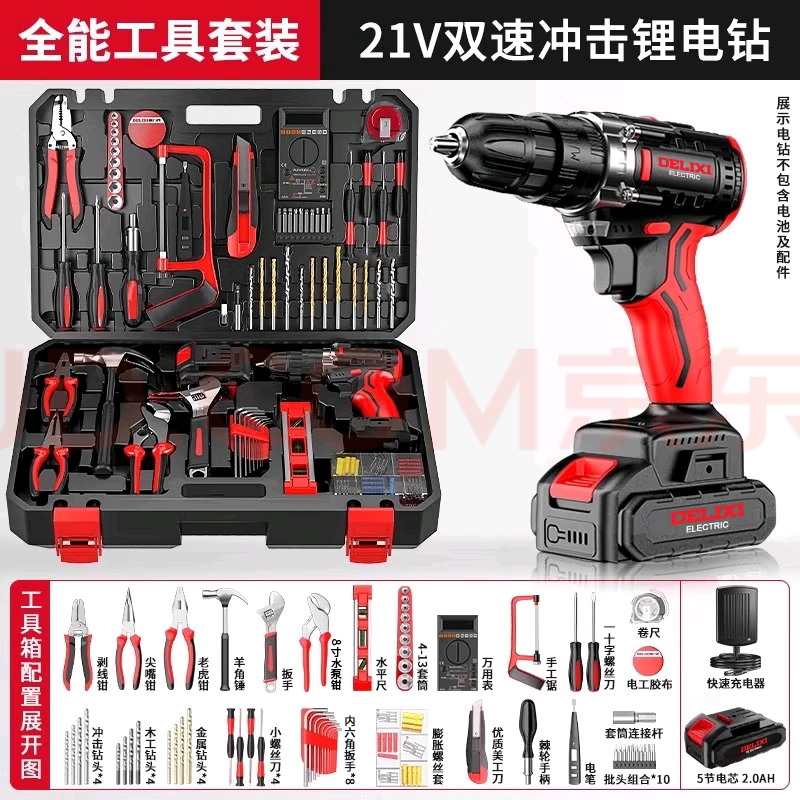 全能工具套装
21V双速冲击锂电钻
展示电钻不包含电池及配件
DELIXI
ELECTRIC
DELIXI
ELECTRIC
工具箱配置展开图
剥线钳
尖嘴钳
老虎钳
羊角锤
扳手
8寸水泵钳
水平尺
4-13套筒
万用表
手工锯
一十字螺丝刀
卷尺
电工胶布
快速充电器
冲击钻头*4
木工钻头*4
金属钻头*4
小螺丝刀*4
内六角扳手*8
膨胀螺丝套
优质美工刀
棘轮手柄
电笔
套筒连接杆
批头组合*10
DELIXI
5节电芯 2.0AH